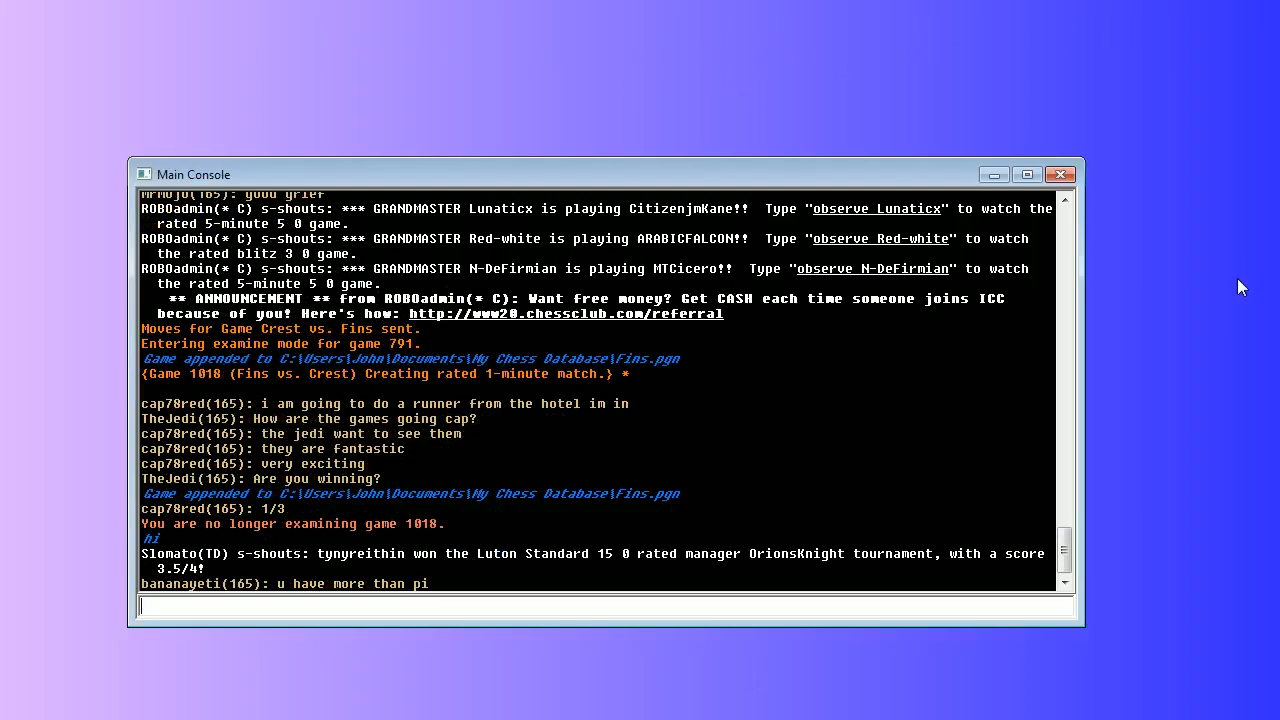 Main Console
MrMojo(165): good grief
ROBOadmin(* C) s-shouts: *** GRANDMASTER Lunaticx is playing CitizenjmKane!!  Type "observe Lunaticx" to watch the
rated 5-minute 5 0 game.
ROBOadmin(* C) s-shouts: *** GRANDMASTER Red-white is playing ARABICFALCON!!  Type "observe Red-white" to watch
the rated blitz 3 0 game.
ROBOadmin(* C) s-shouts: *** GRANDMASTER N-DeFirmian is playing MTCicero!!  Type "observe N-DeFirmian" to watch
the rated 5-minute 5 0 game.
** ANNOUNCEMENT ** from ROBOadmin(* C): Want free money? Get CASH each time someone joins ICC
because of you! Here's how: http://www20.chessclub.com/referral
Moves for Game Crest vs. Fins sent.
Entering examine mode for game 791.
Game appended to C:\Users\John\Documents\My Chess Database\Fins.pgn
{Game 1018 (Fins vs. Crest) Creating rated 1-minute match.} *
cap78red(165): i am going to do a runner from the hotel im in
TheJedi(165): How are the games going cap?
cap78red(165): the jedi want to see them
cap78red(165): they are fantastic
cap78red(165): very exciting
TheJedi(165): Are you winning?
Game appended to C:\Users\John\Documents\My Chess Database\Fins.pgn
cap78red(165): 1/3
You are no longer examining game 1018.
hi
Slomato(TD) s-shouts: tynyreithin won the Luton Standard 15 0 rated manager OrionsKnight tournament, with a score
3.5/4!
bananayeti(165): u have more than pi